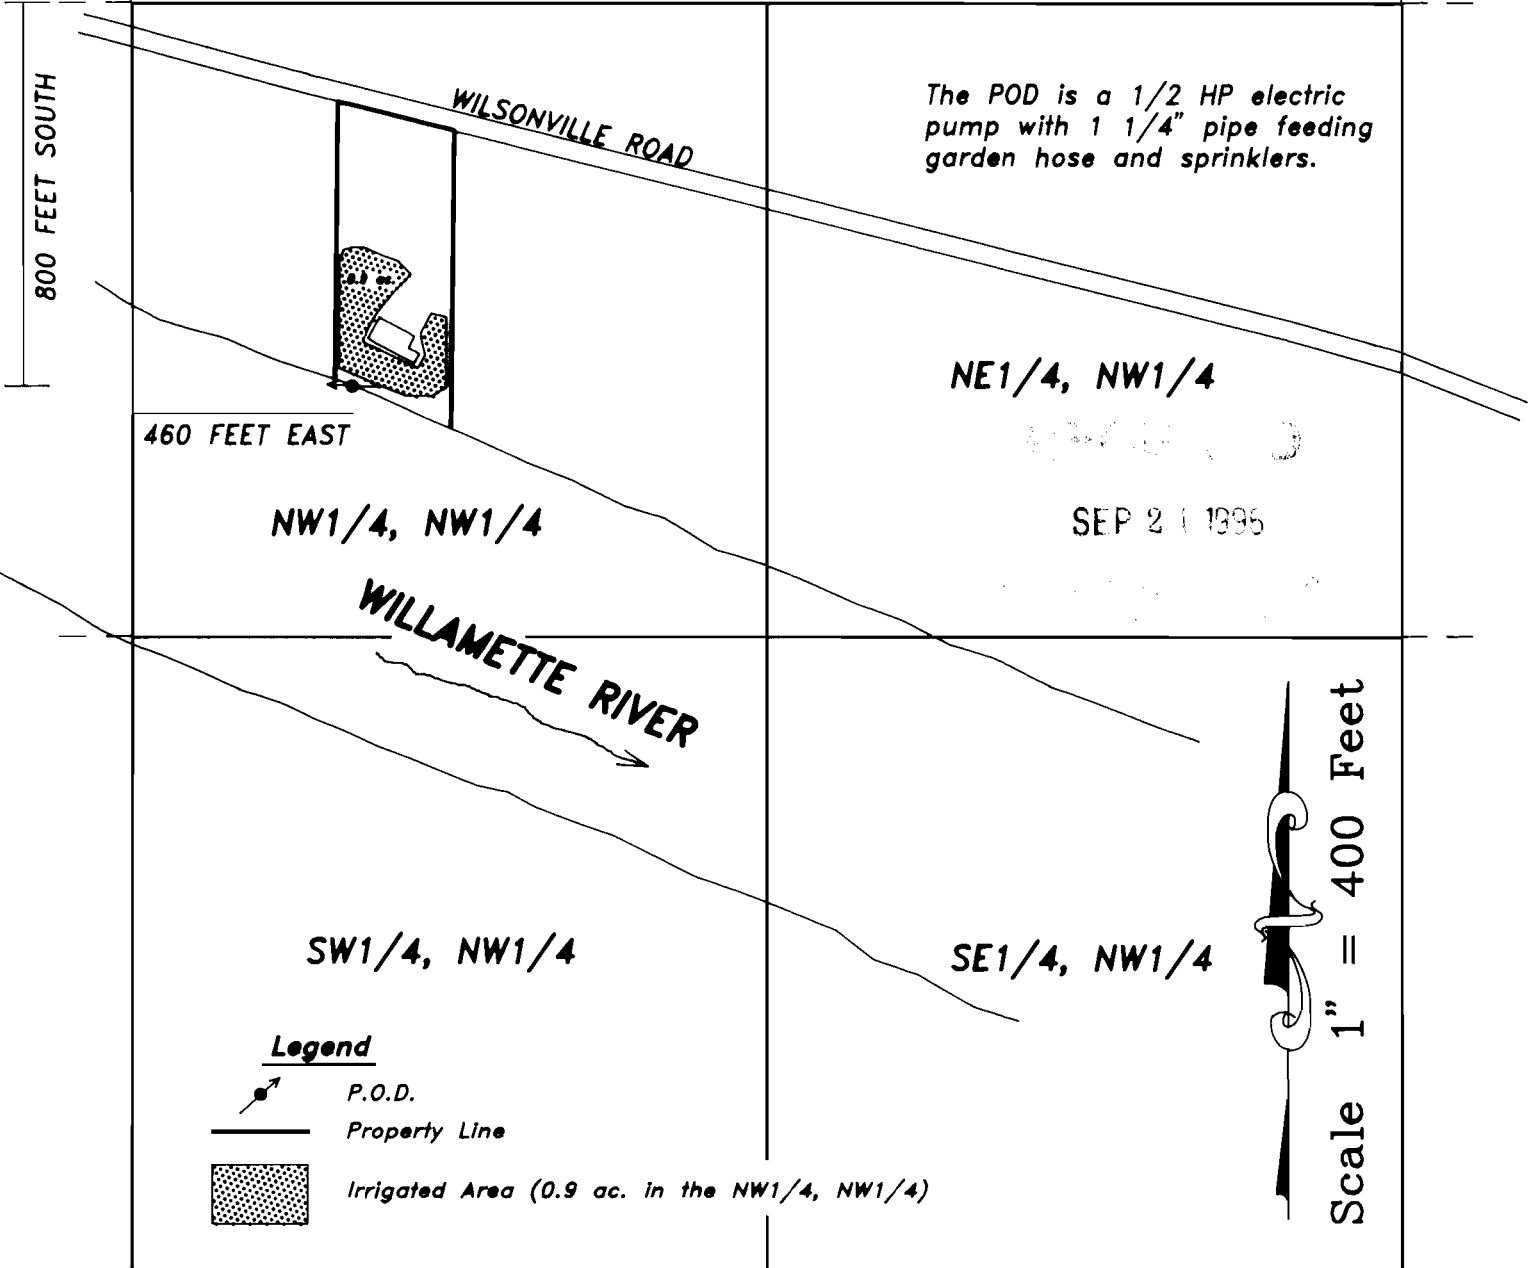 800 FEET SOUTH
WILSONVILLE ROAD
The POD is a 1/2 HP electric
pump with 1 1/4" pipe feeding
garden hose and sprinklers.
ac.
460 FEET EAST
NE1/4, NW1/4
NW1/4, NW1/4
SEP 2
WILLAMETTE RIVER
SW1/4, NW1/4
SE1/4, NW1/4
Scale 1" = 400 Feet
Legend
P.O.D.
Property Line
Irrigated Area (0.9 ac. in the NW1/4, NW1/4)